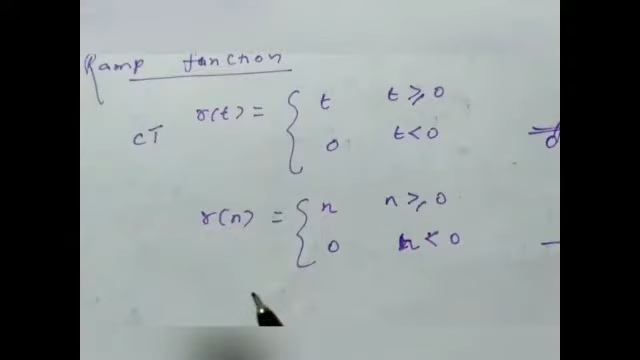 Ramp function
CT r(t) = { t t ≥ 0
0 t < 0
r(n) = { n n ≥ 0
0 n < 0